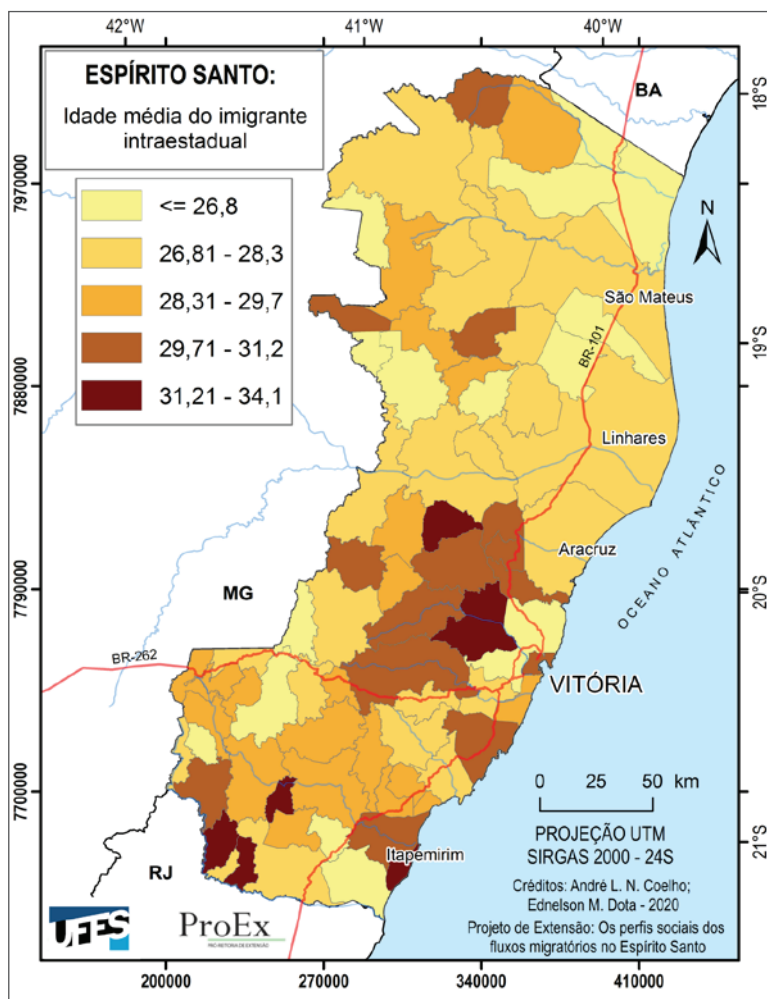 42°W
41°W
40°W
ESPÍRITO SANTO:
Idade média do imigrante
intraestadual
<= 26,8
26,81 - 28,3
28,31 - 29,7
29,71 - 31,2
31,21 - 34,1
BA
18°S
N
7970000
São Mateus
BR-101
19°S
7880000
Linhares
OCEANO ATLÂNTICO
Aracruz
MG
7790000
20°S
BR-262
VITÓRIA
0 25 50 km
7700000
PROJEÇÃO UTM
SIRGAS 2000 - 24S
21°S
Itapemirim
RJ
Créditos: André L. N. Coelho;
Ednelson M. Dota - 2020
Projeto de Extensão: Os perfis sociais dos
fluxos migratórios no Espírito Santo
UFES
ProEx
PRÓ-REITORIA DE EXTENSÃO
200000
270000
340000
410000